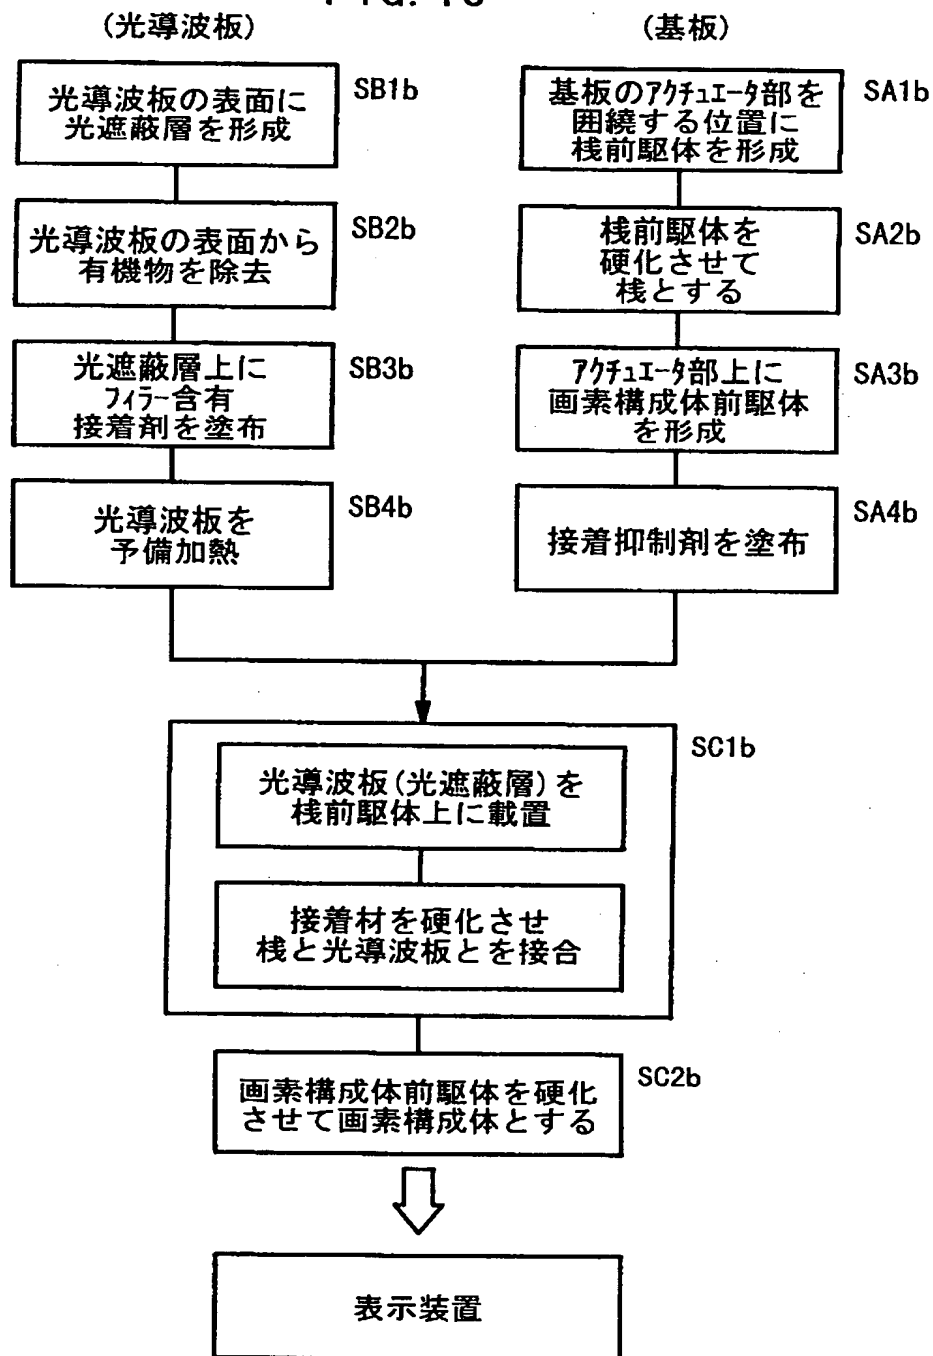 (光導波板)
光導波板の表面に
光遮蔽層を形成
SB1b
光導波板の表面から
有機物を除去
SB2b
光遮蔽層上に
フィラー含有
接着剤を塗布
SB3b
光導波板を
予備加熱
SB4b
(基板)
基板のアクチュエータ部を
囲繞する位置に
桟前駆体を形成
SA1b
桟前駆体を
硬化させて
桟とする
SA2b
アクチュエータ部上に
画素構成体前駆体
を形成
SA3b
接着抑制剤を塗布
SA4b
SC1b
光導波板(光遮蔽層)を
桟前駆体上に載置
接着材を硬化させ
桟と光導波板とを接合
画素構成体前駆体を硬化
させて画素構成体とする
SC2b
表示装置